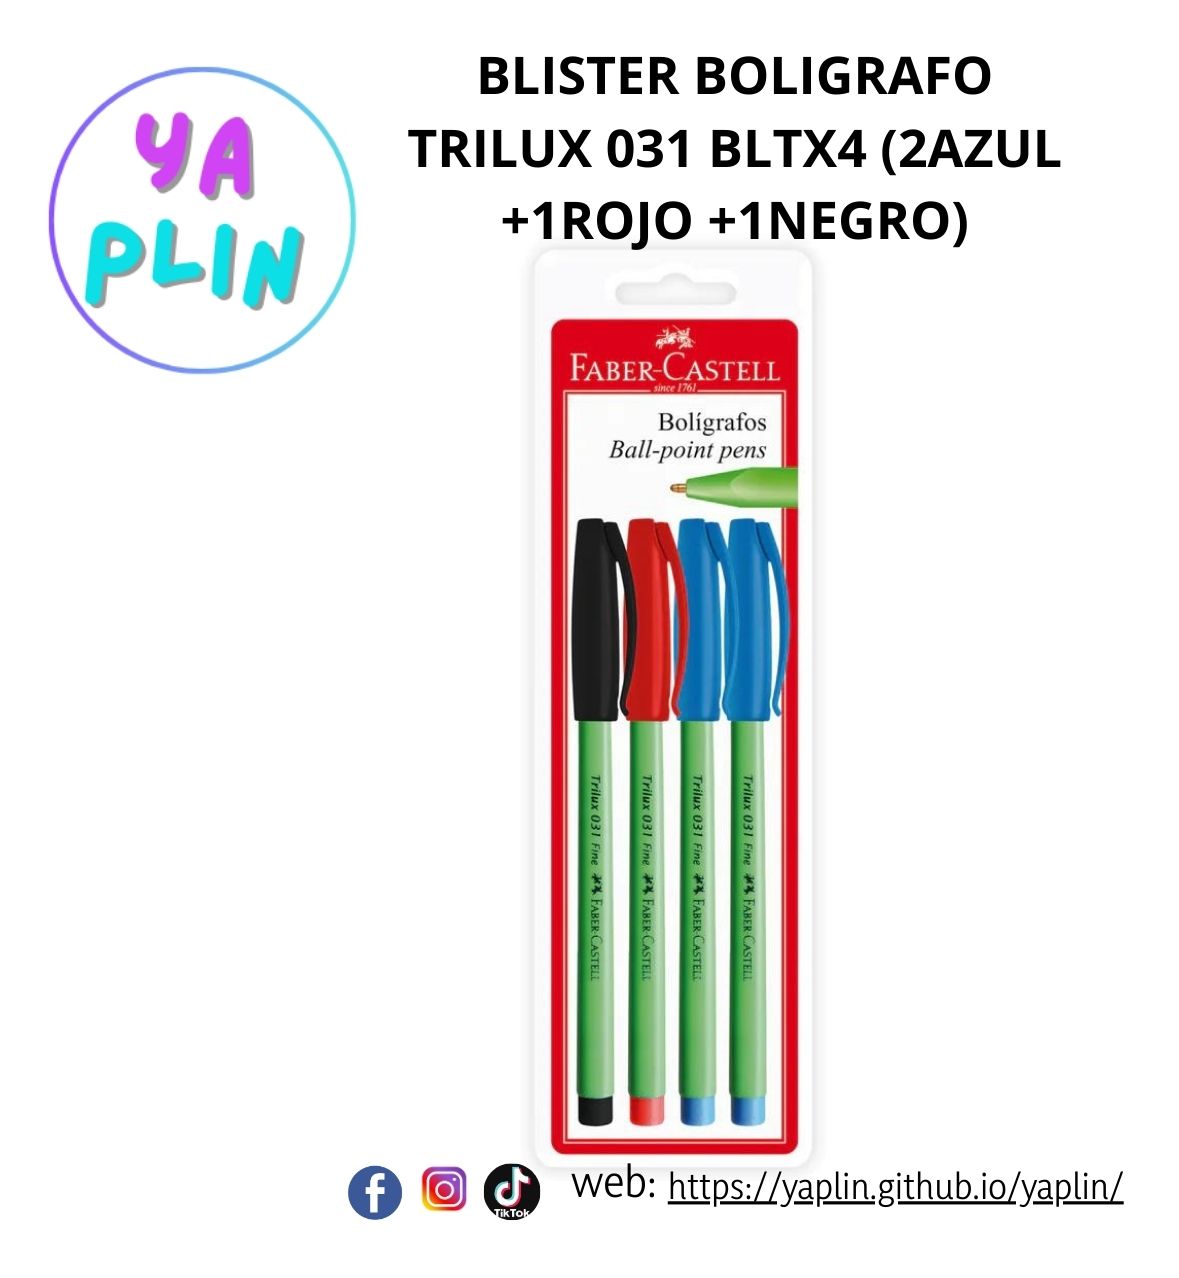 BLISTER BOLIGRAFO
TRILUX 031 BLTX4 (2AZUL
+1ROJO +1NEGRO)
YA
PLIN
FABER-CASTELL
since 1761
Bolígrafos
Ball-point pens
Trilux 031 Fine FABER-CASTELL
Trilux 031 Fine FABER-CASTELL
Trilux 031 Fine FABER-CASTELL
Trilux 031 Fine FABER-CASTELL
TikTok
web: https://yaplin.github.io/yaplin/